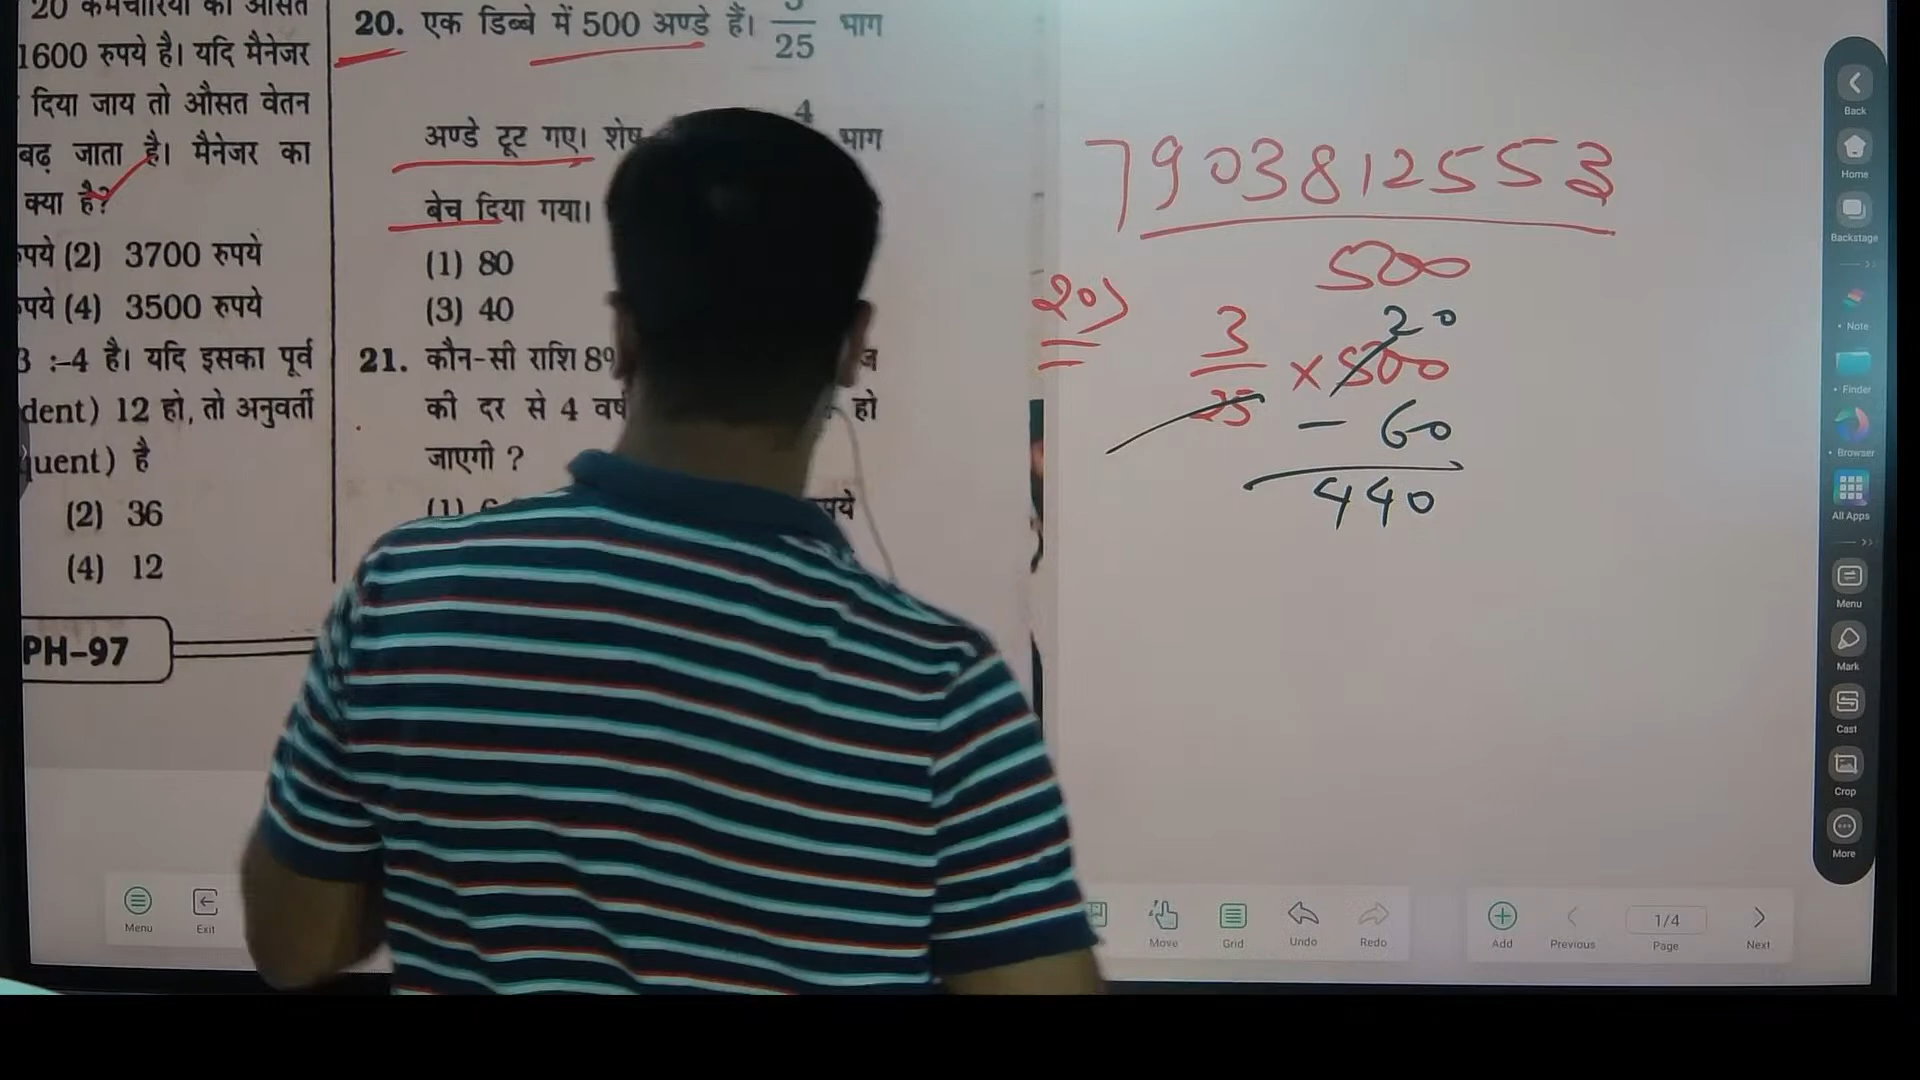 20 कर्मचारियों का औसत
1600 रुपये है। यदि मैनेजर
दिया जाय तो औसत वेतन
बढ़ जाता है। मैनेजर का
क्या है?
रुपये (2) 3700 रुपये
रुपये (4) 3500 रुपये
3 :-4 है। यदि इसका पूर्व
dent) 12 हो, तो अनुवर्ती
quent) है
(2) 36
(4) 12
PH-97
20. एक डिब्बे में 500 अण्डे हैं। 3/25 भाग
अण्डे टूट गए। शेष 4 भाग
बेच दिया गया।
(1) 80
(3) 40
21. कौन-सी राशि 8%
की दर से 4 वर्ष हो
जाएगी ?
(1)
7903812553
500
20)
3/25 × 500
20
- 60
440
Back
Home
Backstage
Note
Finder
Browser
All Apps
Menu
Mark
Cast
Crop
More
Menu
Exit
Move
Grid
Undo
Redo
Add
Previous
1/4
Page
Next